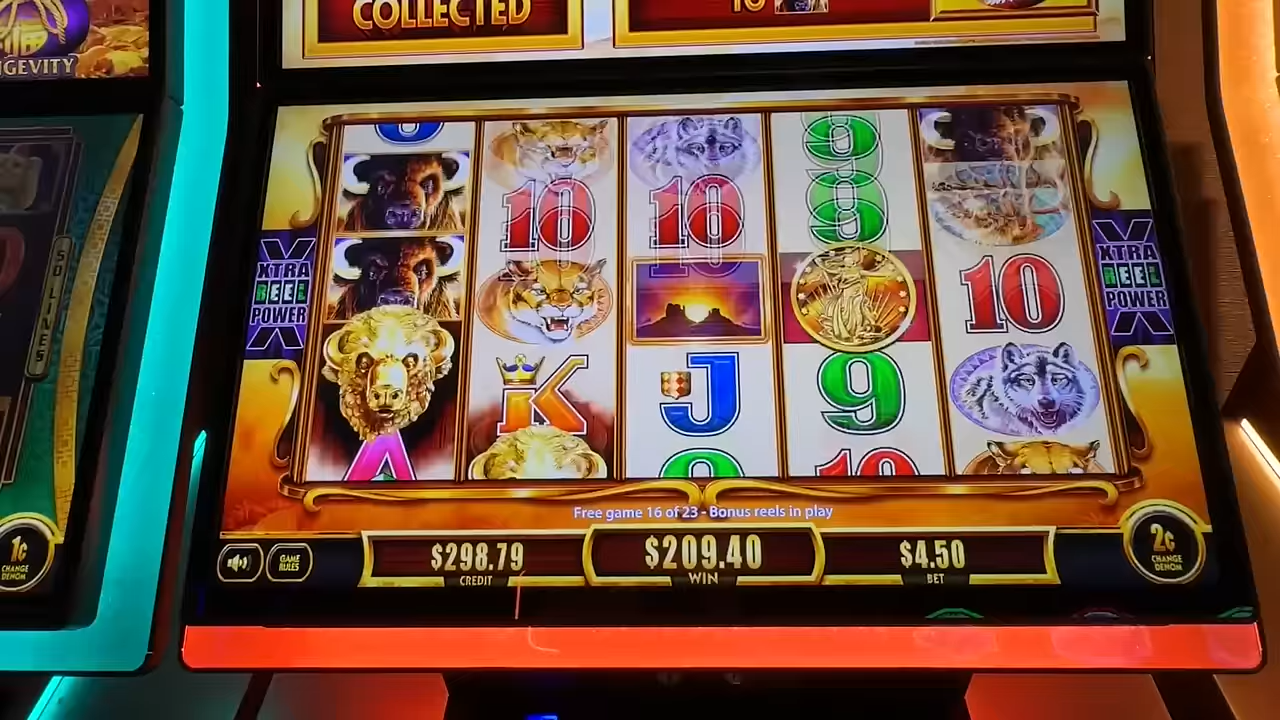 COLLECTED
GEVITY
50 LINES
XTRA
REEL
POWER
XTRA
REEL
POWER
9
9
10
10
10
10
K
J
9
A
10
Free game 16 of 23 - Bonus reels in play
1¢
CHANGE
DENOM
GAME
RULES
$298.79
CREDIT
$209.40
WIN
$4.50
BET
2¢
CHANGE
DENOM